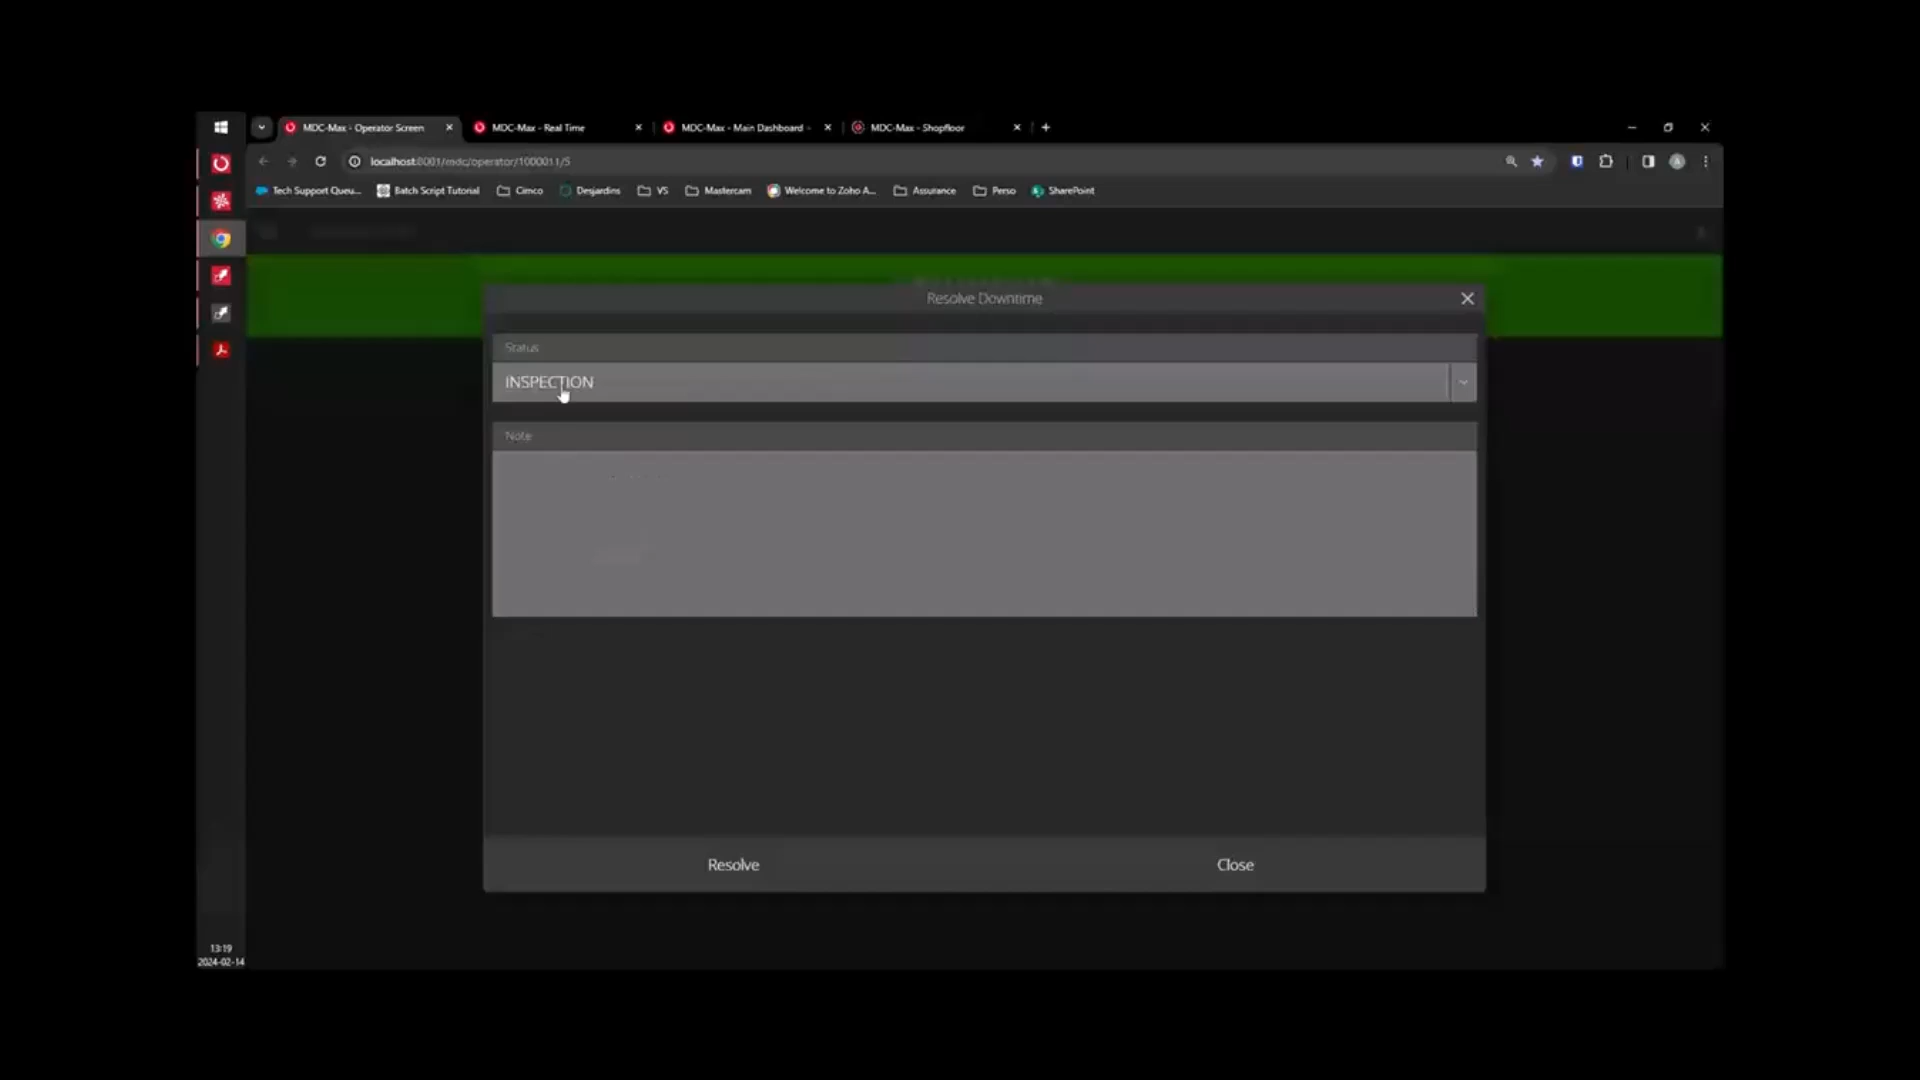 MDC-Max - Operator Screen
MDC-Max - Real Time
MDC-Max - Main Dashboard -
MDC-Max - Shopfloor
localhost:8001/mdc/operator/1000011/5
Tech Support Queu...
Batch Script Tutorial
Cimco
Desjardins
VS
Mastercam
Welcome to Zoho A...
Assurance
Perso
SharePoint
Resolve Downtime
Status
INSPECTION
Note
Resolve
Close
13:19
2024-02-14